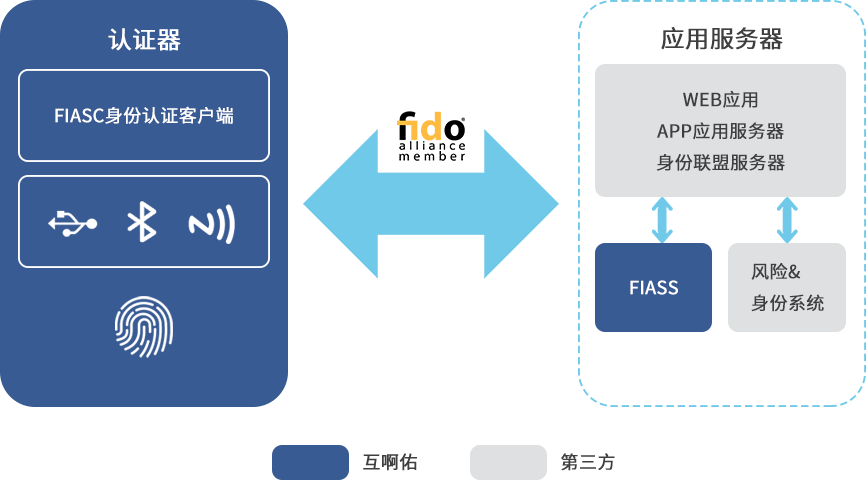 认证器
FIASC身份认证客户端
fido
alliance
member
应用服务器
WEB应用
APP应用服务器
身份联盟服务器
FIASS
风险&
身份系统
互啊佑
第三方